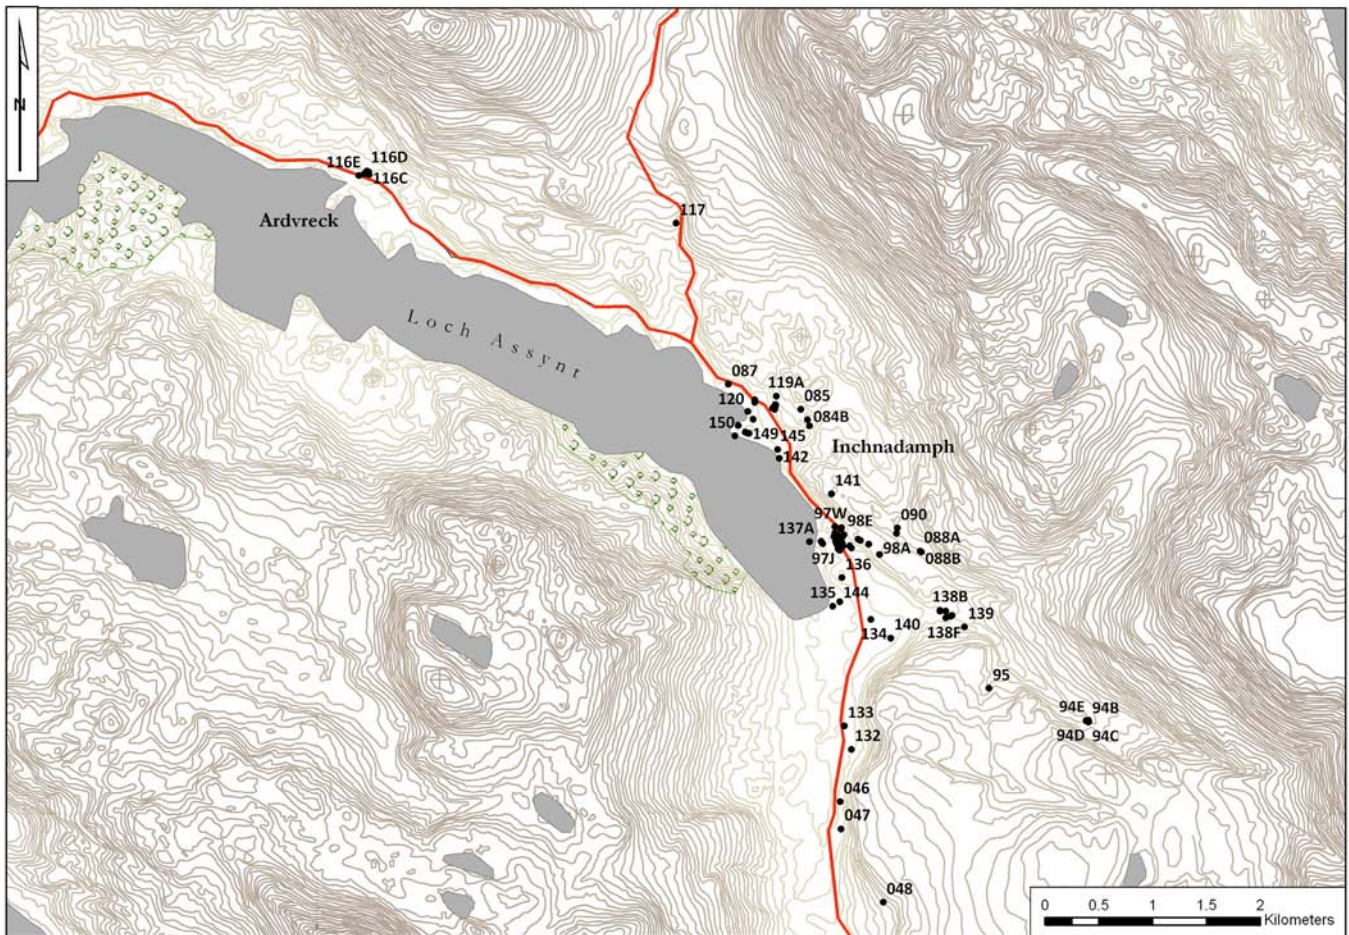 N
116E 116D
116C
Ardvreck
117
Loch Assynt
087
119A
120
085
084B
150
149 145
142
Inchnadamph
141
97W
98E
090
137A
088A
97J
98A
088B
136
135 144
138B
139
134 140
138F
95
94E 94B
94D 94C
133
132
046
047
048
0 0.5 1 1.5 2
Kilometers